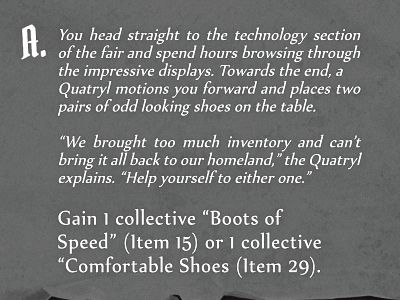 A. You head straight to the technology section
of the fair and spend hours browsing through
the impressive displays. Towards the end, a
Quatryl motions you forward and places two
pairs of odd looking shoes on the table.
“We brought too much inventory and can’t
bring it all back to our homeland,” the Quatryl
explains. “Help yourself to either one.”
Gain 1 collective “Boots of
Speed” (Item 15) or 1 collective
“Comfortable Shoes (Item 29).